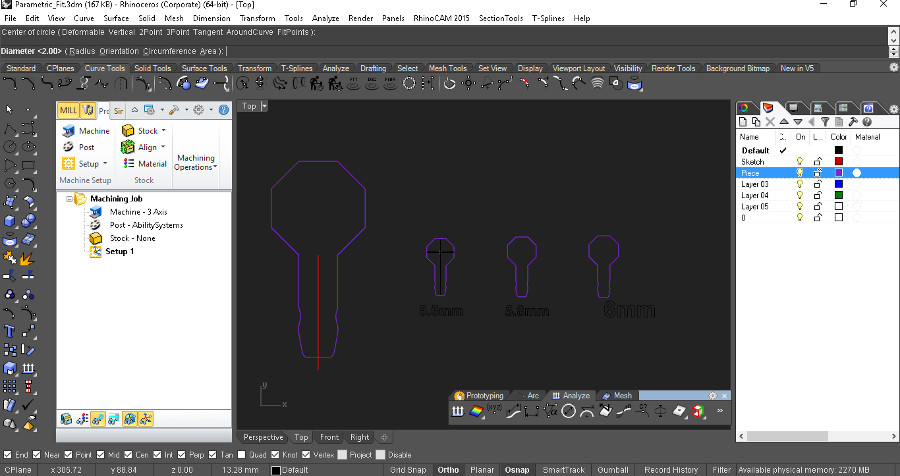 Parametric_Fit.3dm (167 KB) - Rhinoceros (Corporate) (64-bit) - [Top]
File Edit View Curve Surface Solid Mesh Dimension Transform Tools Analyze Render Panels RhinoCAM 2015 SectionTools T-Splines Help
Center of circle ( Deformable Vertical 2Point 3Point Tangent AroundCurve FitPoints ):
Diameter <2.00> ( Radius Orientation Circumference Area ):
Standard CPlanes Curve Tools Solid Tools Surface Tools Transform T-Splines Analyze Drafting Select Mesh Tools Set View Display Viewport Layout Visibility Render Tools Background Bitmap New in V5
MILL Pr Sir
Machine
Post
Setup
Machine Setup
Stock
Align
Material
Stock
Machining
Operations
Machining Job
Machine - 3 Axis
Post - AbilitySystems
Stock - None
Setup 1
Top
5.8mm
6mm
y
x
Prototyping Arc Analyze Mesh
Perspective Top Front Right
Name On L... Color Material
Default
Sketch
Piece
Layer 03
Layer 04
Layer 05
0
End Near Point Mid Cen Int Perp Tan Quad Knot Vertex Project Disable
CPlane x 305.72 y 68.84 z 0.00 13.28 mm Default Grid Snap Ortho Planar Osnap SmartTrack Gumball Record History Filter Available physical memory: 2270 MB